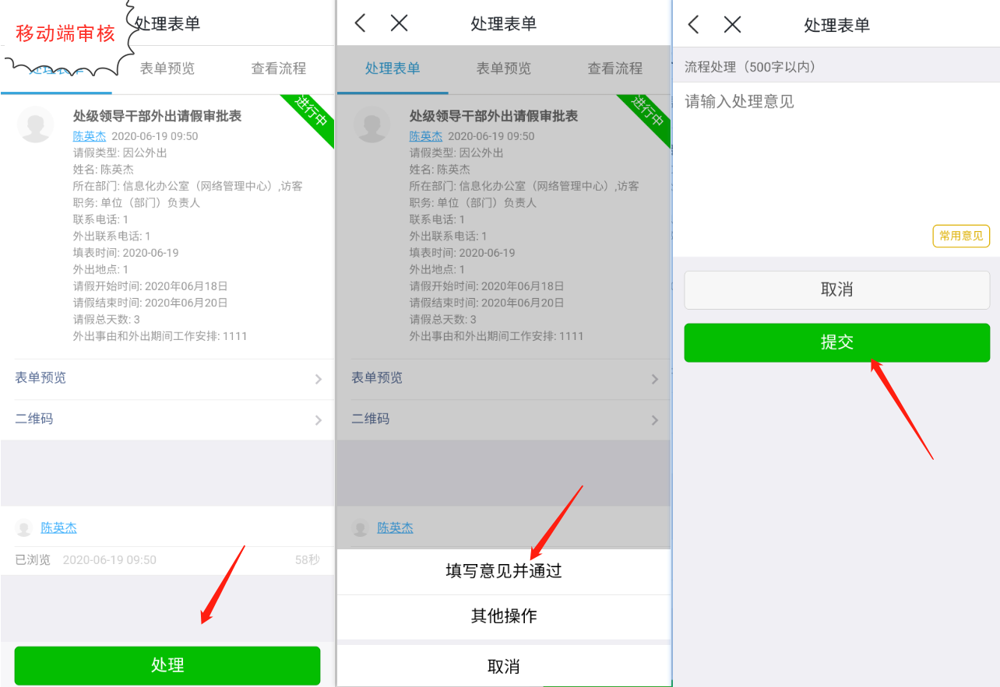 移动端审核
处理表单
处理表单 表单预览 查看流程
进行中
处级领导干部外出请假审批表
陈英杰 2020-06-19 09:50
请假类型: 因公外出
姓名: 陈英杰
所在部门: 信息化办公室（网络管理中心）,访客
职务: 单位（部门）负责人
联系电话: 1
外出联系电话: 1
填表时间: 2020-06-19
外出地点: 1
请假开始时间: 2020年06月18日
请假结束时间: 2020年06月20日
请假总天数: 3
外出事由和外出期间工作安排: 1111
表单预览
二维码
陈英杰
已浏览 2020-06-19 09:50 58秒
处理
处理表单
处理表单 表单预览 查看流程
进行中
处级领导干部外出请假审批表
陈英杰 2020-06-19 09:50
请假类型: 因公外出
姓名: 陈英杰
所在部门: 信息化办公室（网络管理中心）,访客
职务: 单位（部门）负责人
联系电话: 1
外出联系电话: 1
填表时间: 2020-06-19
外出地点: 1
请假开始时间: 2020年06月18日
请假结束时间: 2020年06月20日
请假总天数: 3
外出事由和外出期间工作安排: 1111
表单预览
二维码
陈英杰
填写意见并通过
其他操作
取消
处理表单
流程处理（500字以内）
请输入处理意见
常用意见
取消
提交